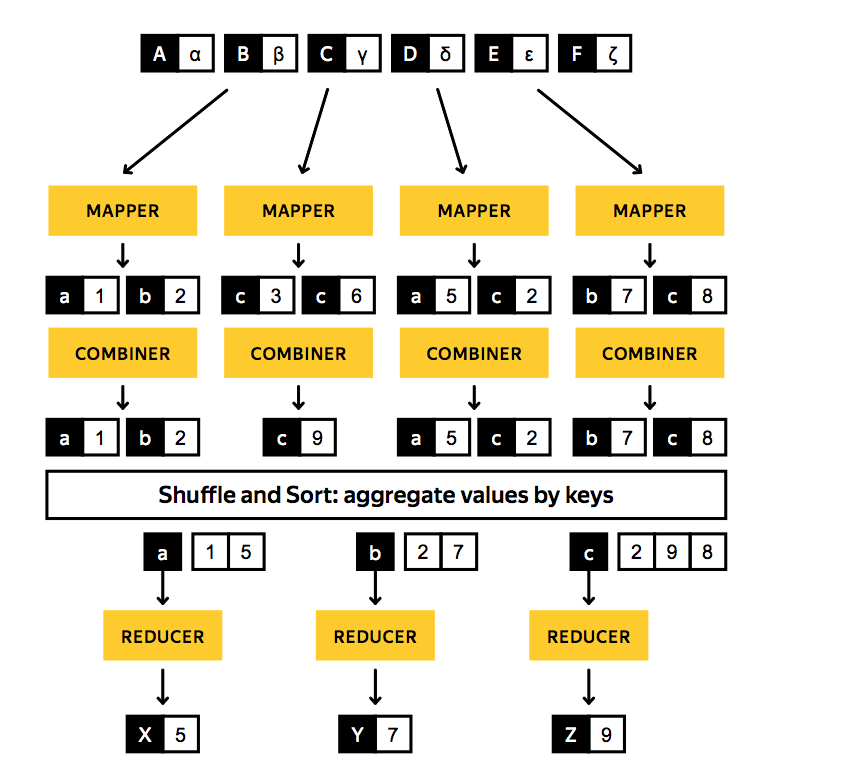 A α B β C γ D δ E ε F ζ
MAPPER MAPPER MAPPER MAPPER
a 1 b 2 c 3 c 6 a 5 c 2 b 7 c 8
COMBINER COMBINER COMBINER COMBINER
a 1 b 2 c 9 a 5 c 2 b 7 c 8
Shuffle and Sort: aggregate values by keys
a 1 5 b 2 7 c 2 9 8
REDUCER REDUCER REDUCER
X 5 Y 7 Z 9